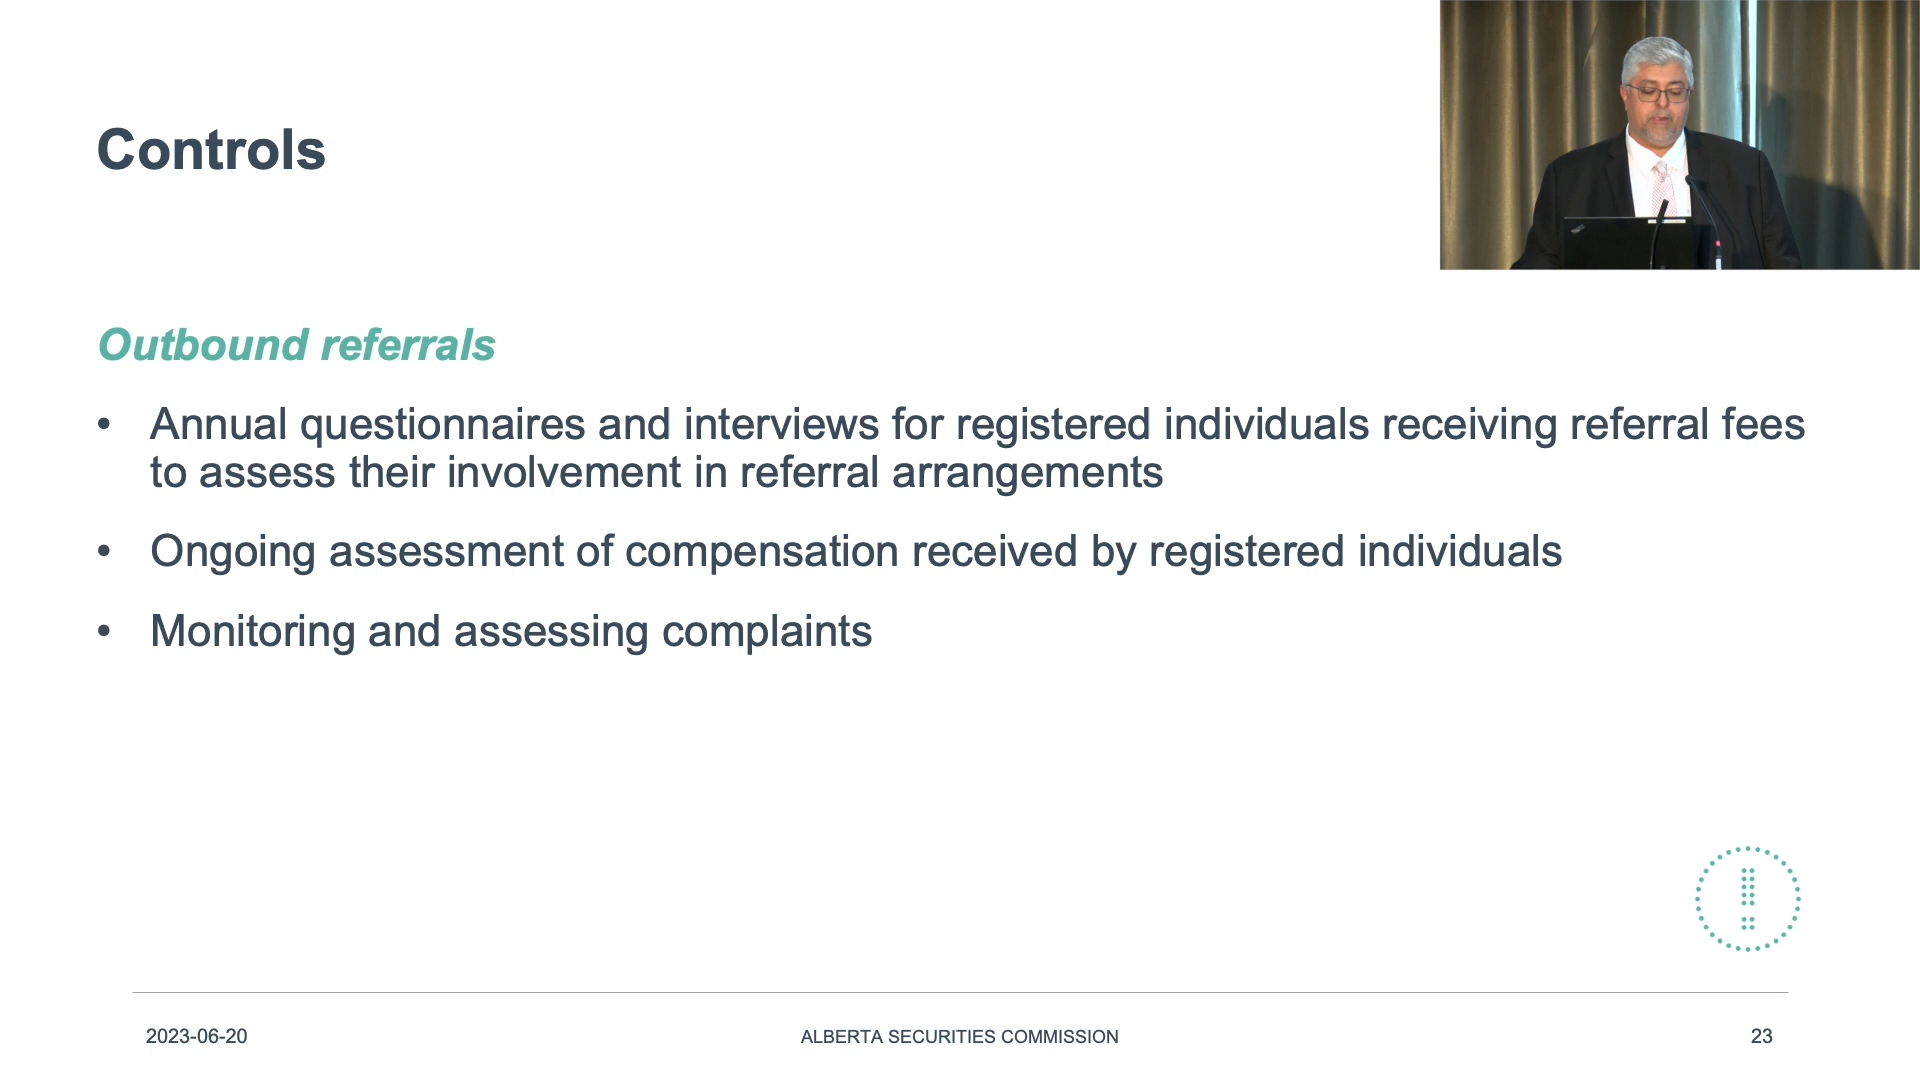 Controls
Outbound referrals
• Annual questionnaires and interviews for registered individuals receiving referral fees
to assess their involvement in referral arrangements
• Ongoing assessment of compensation received by registered individuals
• Monitoring and assessing complaints
2023-06-20
ALBERTA SECURITIES COMMISSION
23